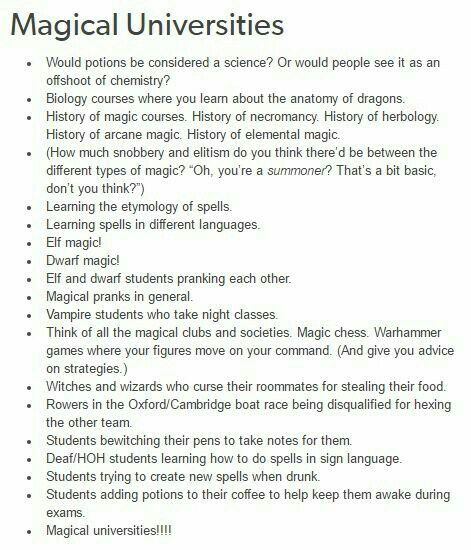 Magical Universities
• Would potions be considered a science? Or would people see it as an
offshoot of chemistry?
• Biology courses where you learn about the anatomy of dragons.
• History of magic courses. History of necromancy. History of herbology.
History of arcane magic. History of elemental magic.
• (How much snobbery and elitism do you think there'd be between the
different types of magic? “Oh, you're a summoner? That's a bit basic,
don't you think?”)
• Learning the etymology of spells.
• Learning spells in different languages.
• Elf magic!
• Dwarf magic!
• Elf and dwarf students pranking each other.
• Magical pranks in general.
• Vampire students who take night classes.
• Think of all the magical clubs and societies. Magic chess. Warhammer
games where your figures move on your command. (And give you advice
on strategies.)
• Witches and wizards who curse their roommates for stealing their food.
• Rowers in the Oxford/Cambridge boat race being disqualified for hexing
the other team.
• Students bewitching their pens to take notes for them.
• Deaf/HOH students learning how to do spells in sign language.
• Students trying to create new spells when drunk.
• Students adding potions to their coffee to help keep them awake during
exams.
• Magical universities!!!!